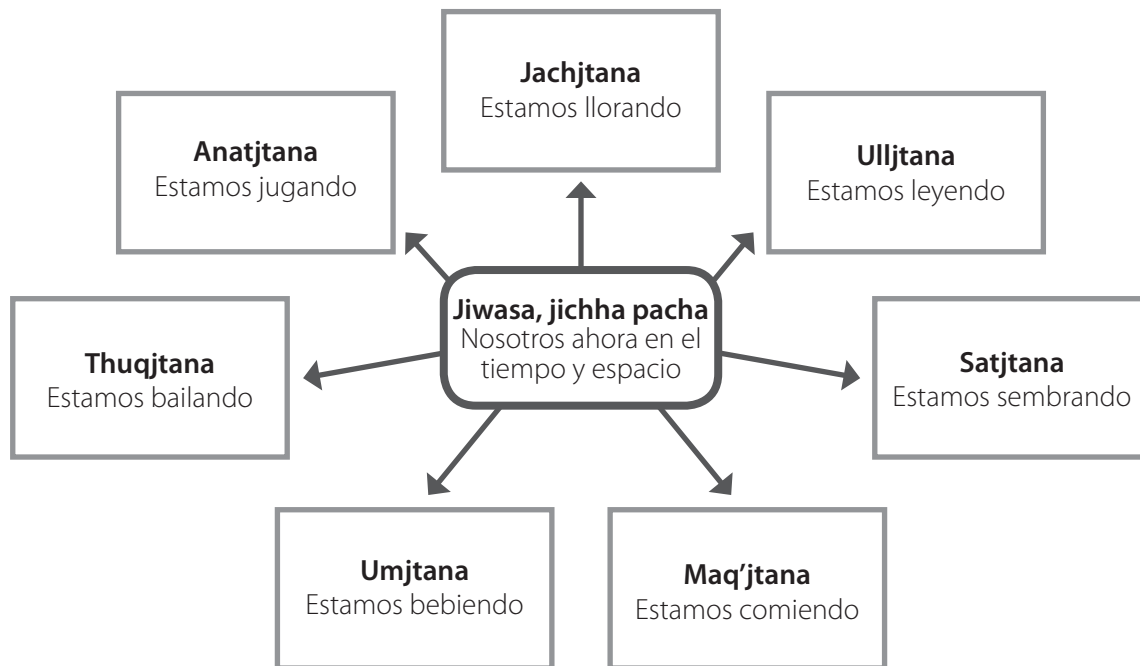 Jachjtana
Estamos llorando
Anatjtana
Estamos jugando
Ulljtana
Estamos leyendo
Jiwasa, jichha pacha
Nosotros ahora en el
tiempo y espacio
Thuqjtana
Estamos bailando
Satjtana
Estamos sembrando
Umjtana
Estamos bebiendo
Maq’jtana
Estamos comiendo